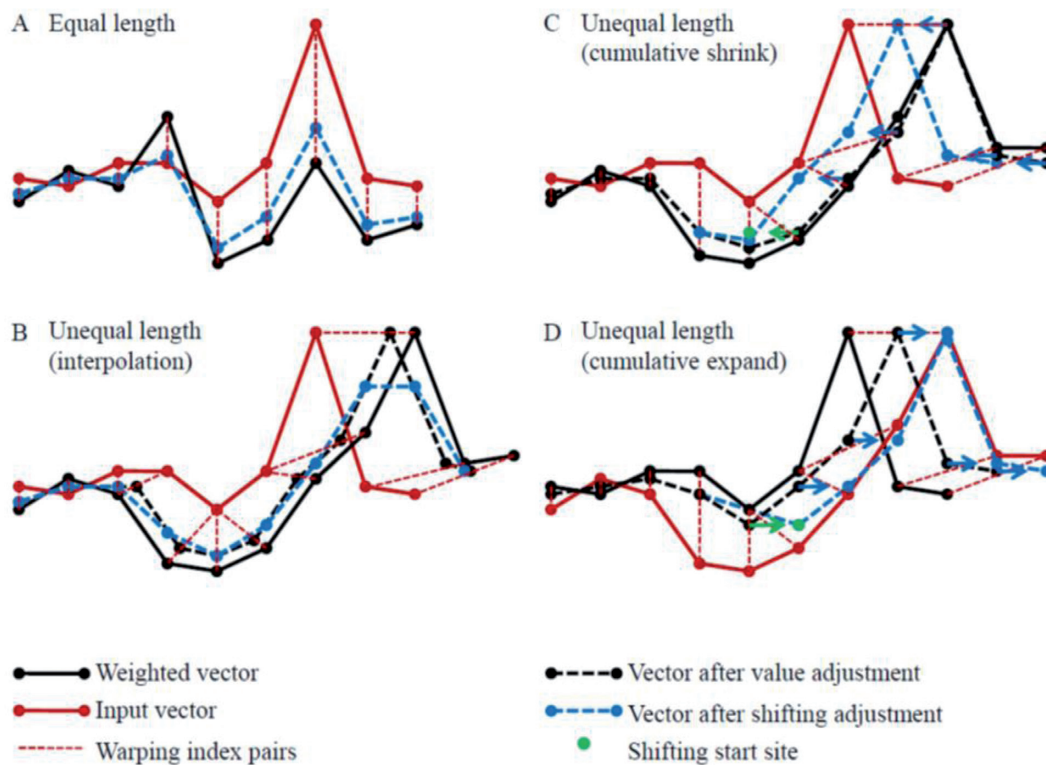 A Equal length
C Unequal length
(cumulative shrink)
B Unequal length
(interpolation)
D Unequal length
(cumulative expand)
Weighted vector
Input vector
Warping index pairs
Vector after value adjustment
Vector after shifting adjustment
Shifting start site